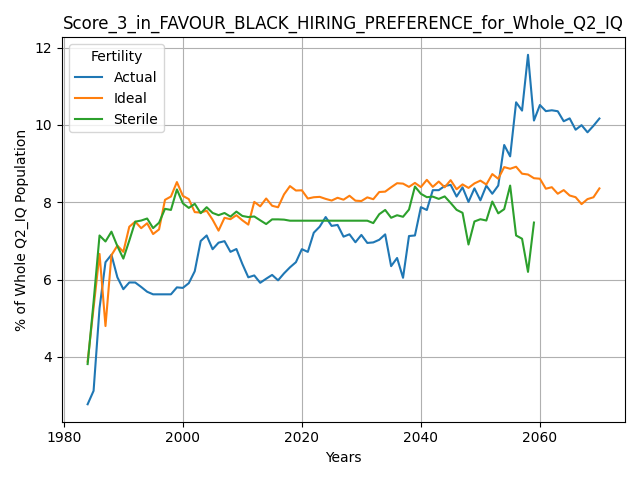 Score_3_in_FAVOUR_BLACK_HIRING_PREFERENCE_for_Whole_Q2_IQ
Fertility
Actual
Ideal
Sterile
% of Whole Q2_IQ Population
12
10
8
6
4
1980
2000
2020
2040
2060
Years